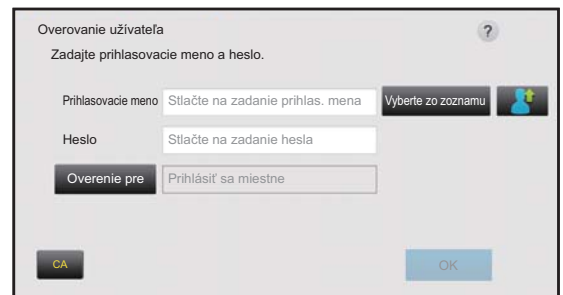 Overovanie užívateľa
?
Zadajte prihlasovacie meno a heslo.
Prihlasovacie meno Stlačte na zadanie prihlas. mena Vyberte zo zoznamu
Heslo Stlačte na zadanie hesla
Overenie pre Prihlásiť sa miestne
CA OK